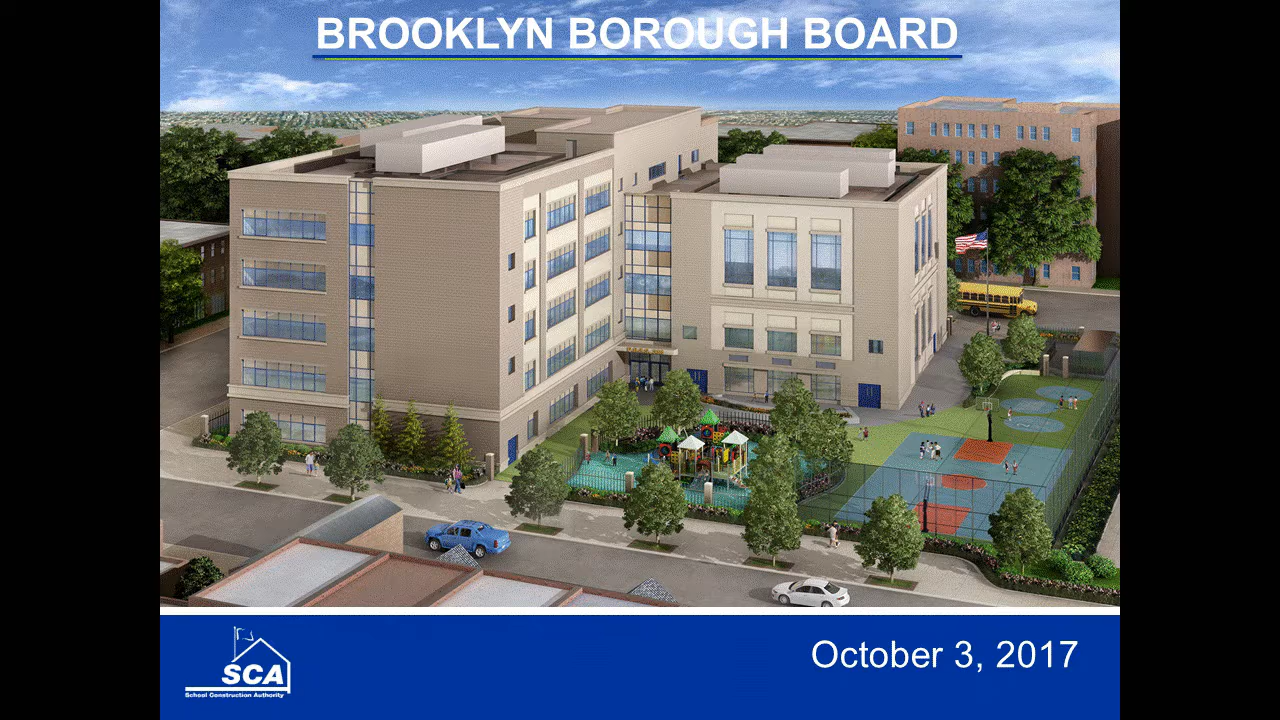 BROOKLYN BOROUGH BOARD
October 3, 2017
SCA
School Construction Authority